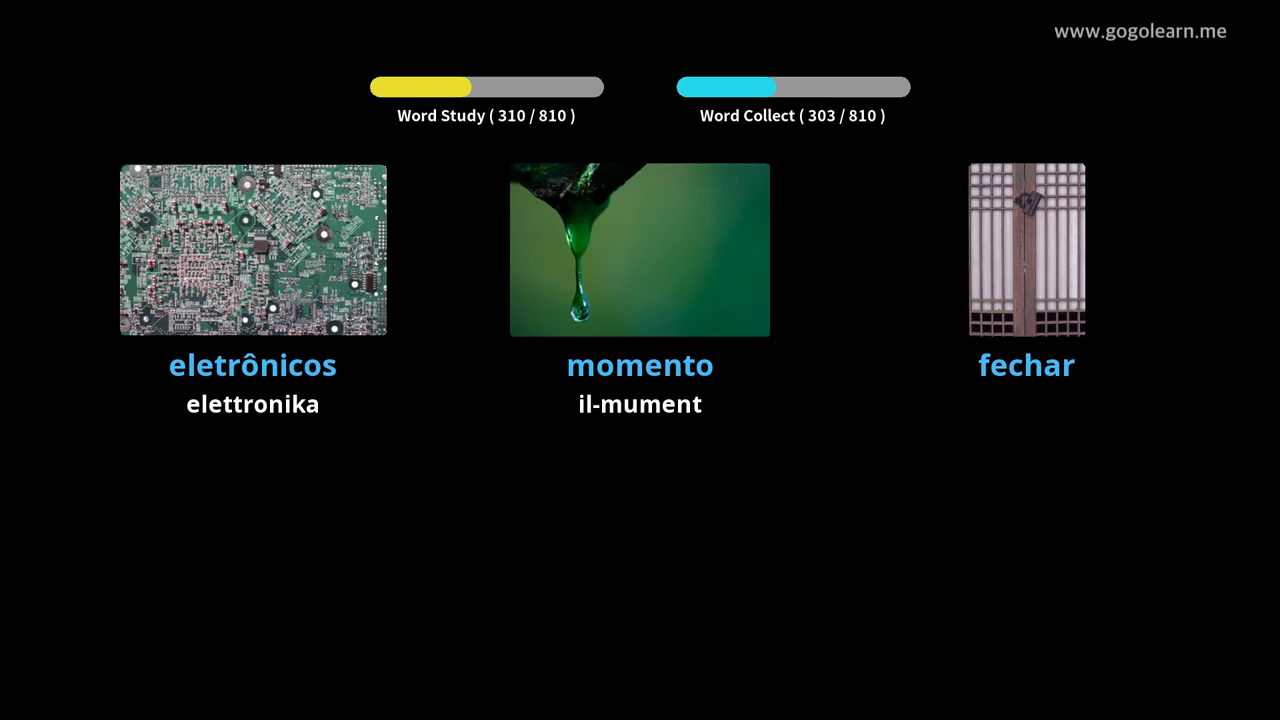 www.gogolearn.me
Word Study ( 310 / 810 )
Word Collect ( 303 / 810 )
eletrônicos
elettronika
momento
il-mument
fechar